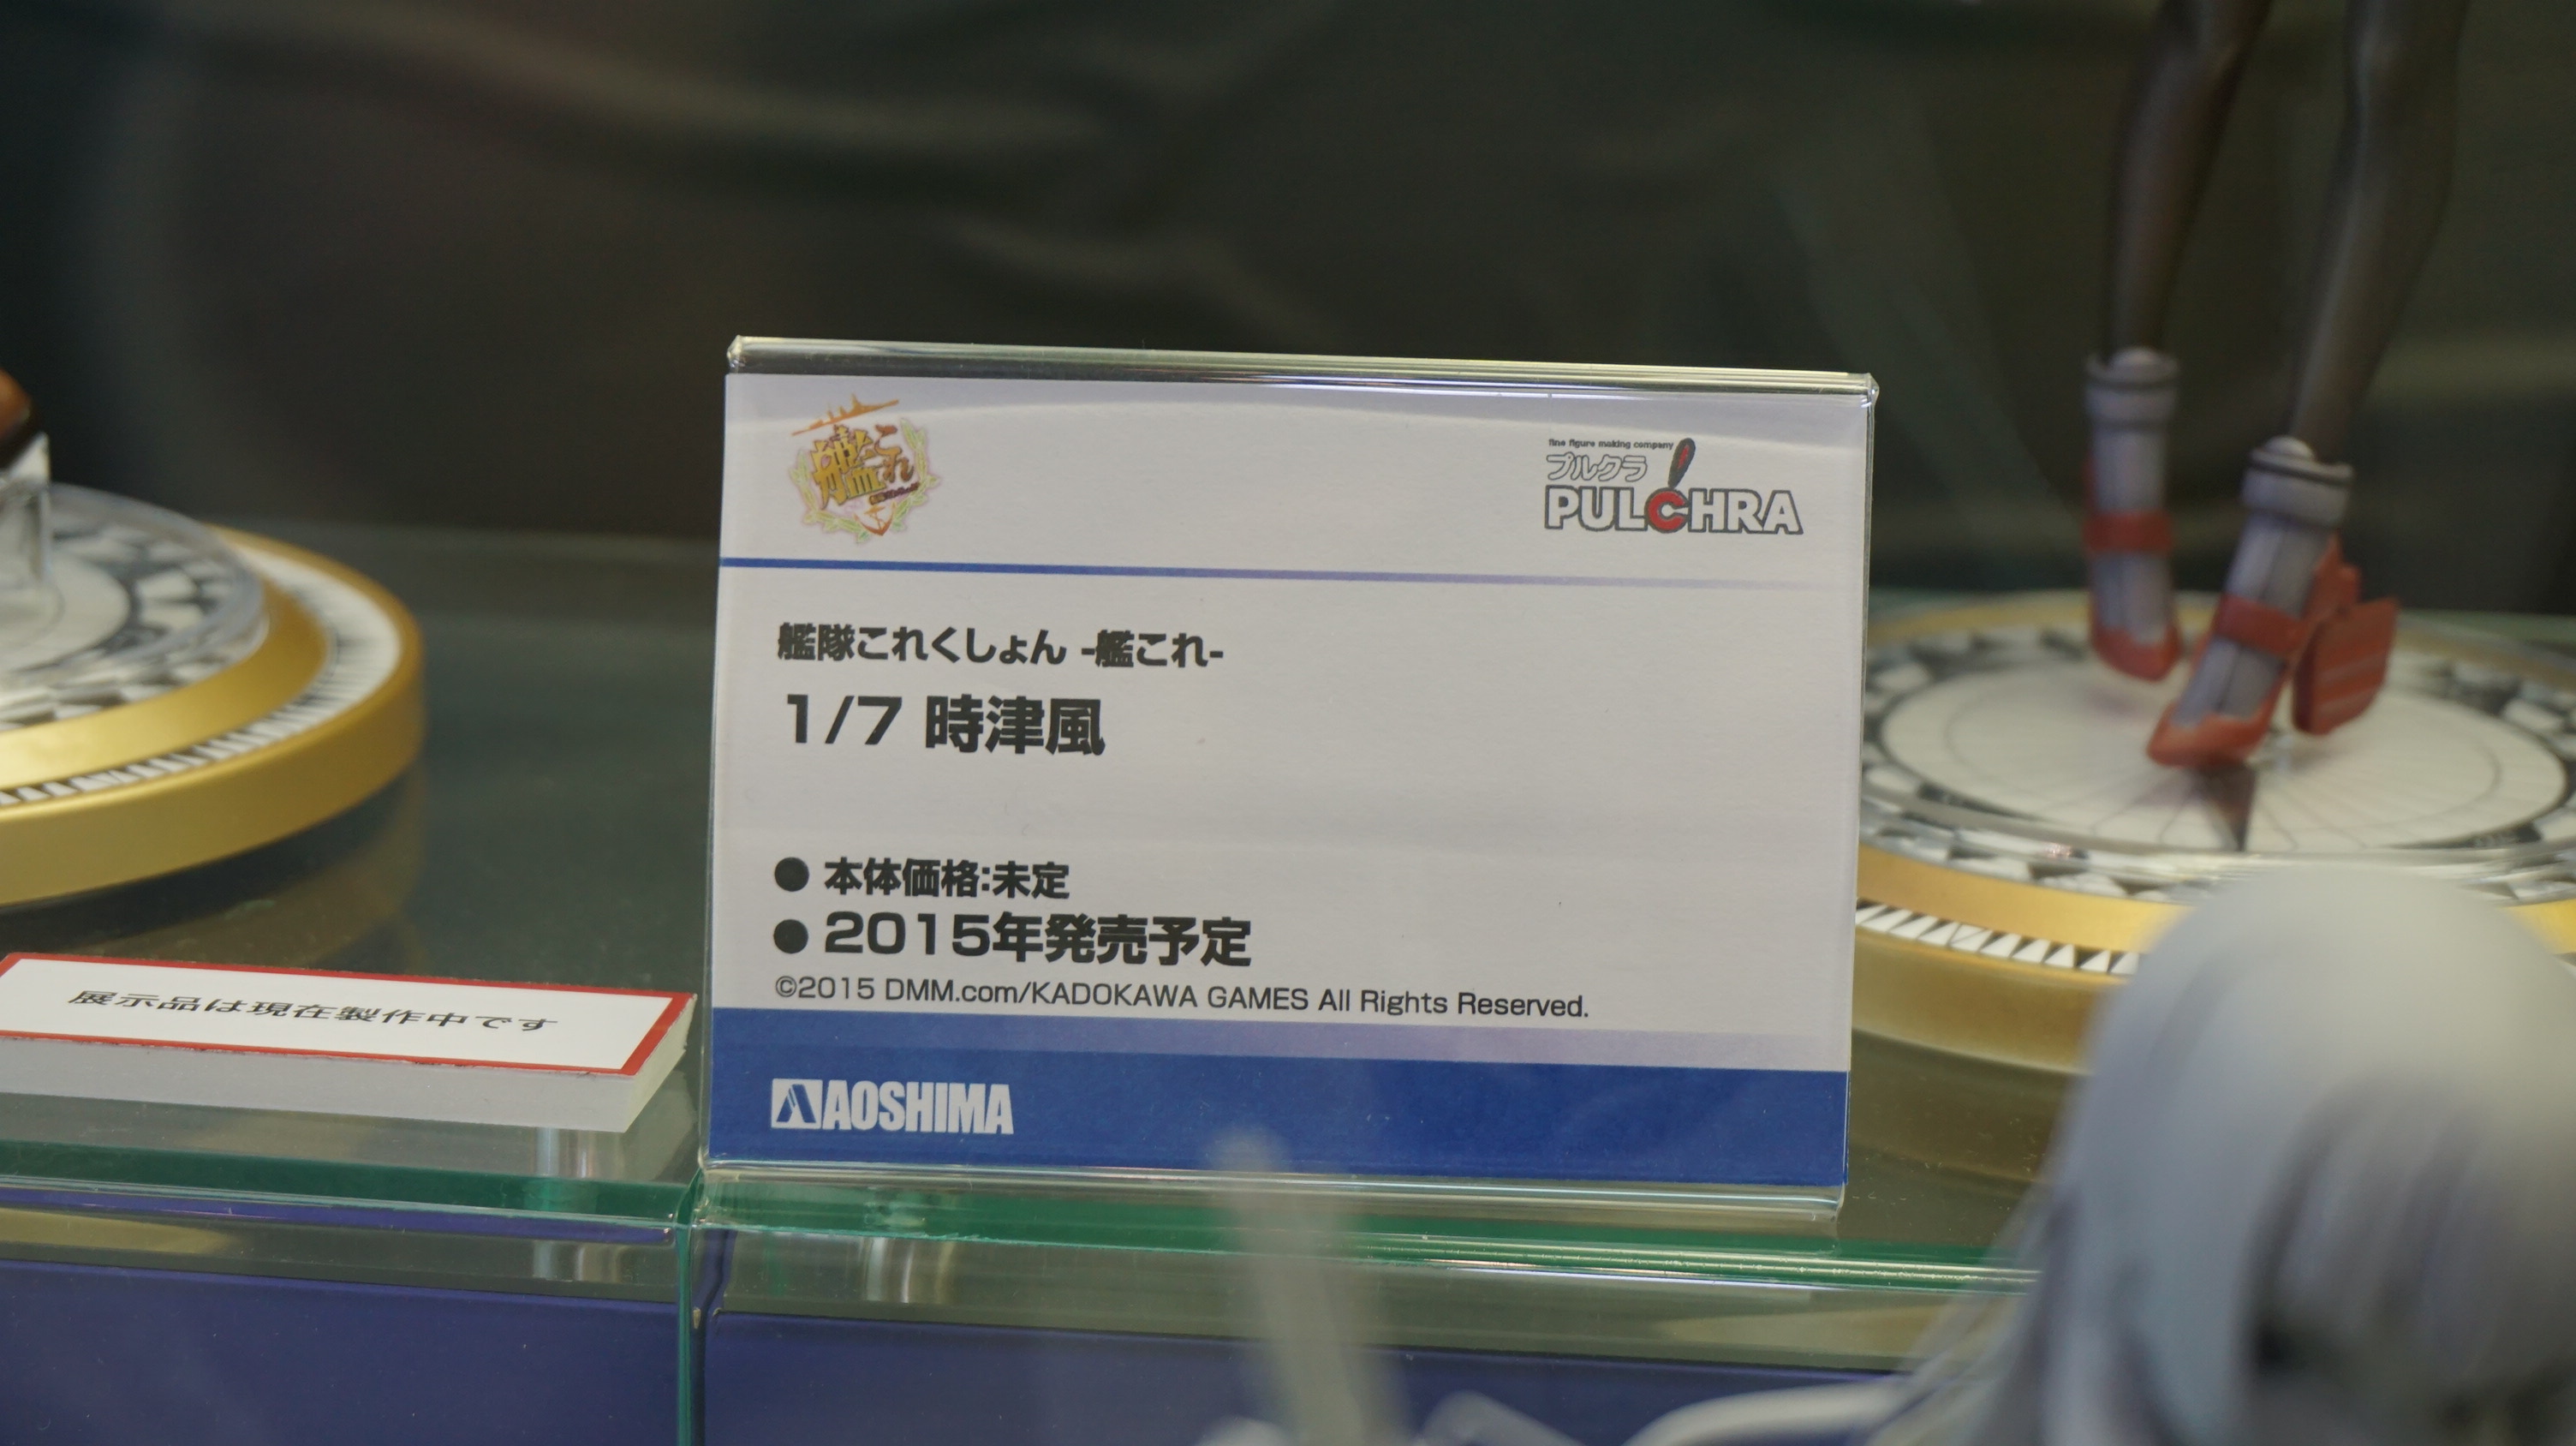 艦これ
fine figure making company
プルクラ
PULCHRA
艦隊これくしょん -艦これ-
1/7 時津風
● 本体価格:未定
● 2015年発売予定
©2015 DMM.com/KADOKAWA GAMES All Rights Reserved.
AOSHIMA
展示品は現在製作中です